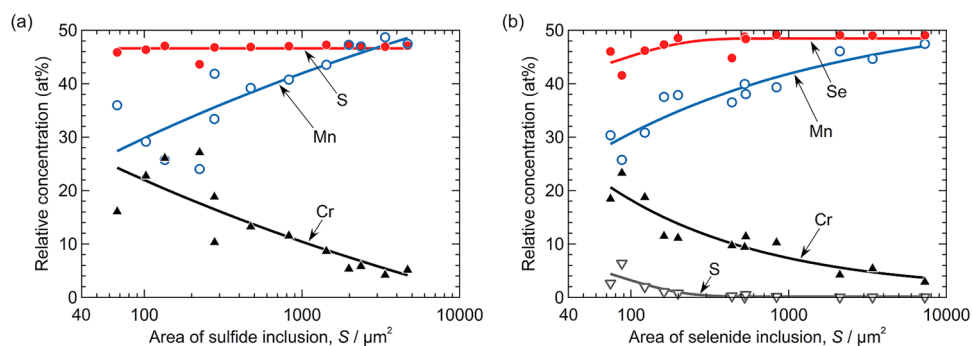 (a)
50
40
30
20
10
0
Relative concentration (at%)
S
Mn
Cr
40
100
1000
10000
Area of sulfide inclusion, S / µm²
(b)
50
40
30
20
10
0
Relative concentration (at%)
Se
Mn
Cr
S
40
100
1000
10000
Area of selenide inclusion, S / µm²